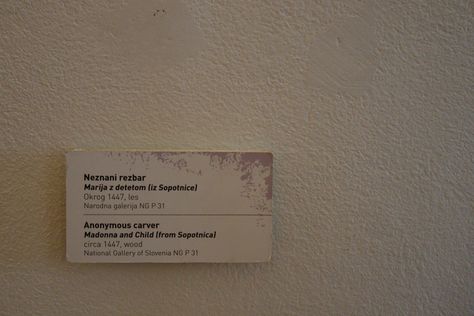 Neznani rezbar
Marija z detetom (iz Sopotnice)
Okrog 1447, les
Narodna galerija NG P 31
Anonymous carver
Madonna and Child (from Sopotnica)
circa 1447, wood
National Gallery of Slovenia NG P 31